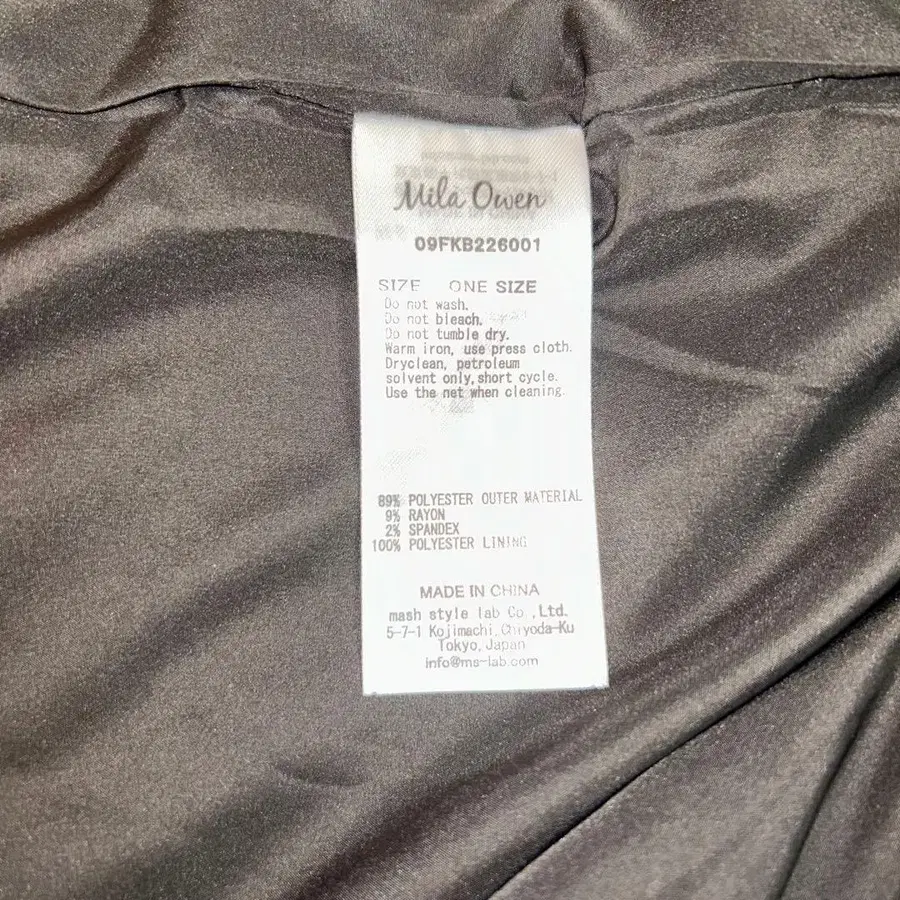 Mila Owen
09FKB226001
SIZE ONE SIZE
Do not wash.
Do not bleach.
Do not tumble dry.
Warm iron, use press cloth.
Dryclean, petroleum
solvent only, short cycle.
Use the net when cleaning.
89% POLYESTER OUTER MATERIAL
9% RAYON
2% SPANDEX
100% POLYESTER LINING
MADE IN CHINA
mash style lab Co.,Ltd.
5-7-1 Kojimachi, Chiyoda-Ku
Tokyo, Japan
info@ms-lab.com